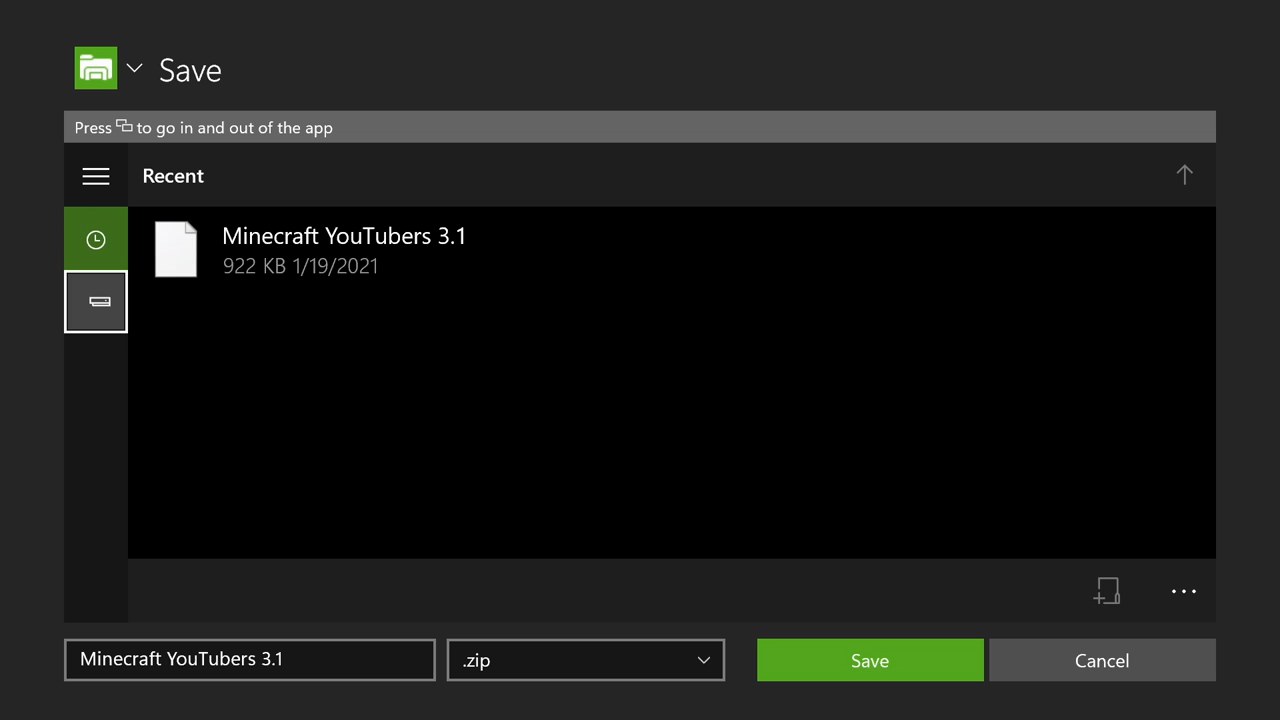 Save
Press to go in and out of the app
Recent
Minecraft YouTubers 3.1
922 KB 1/19/2021
Minecraft YouTubers 3.1
.zip
Save
Cancel